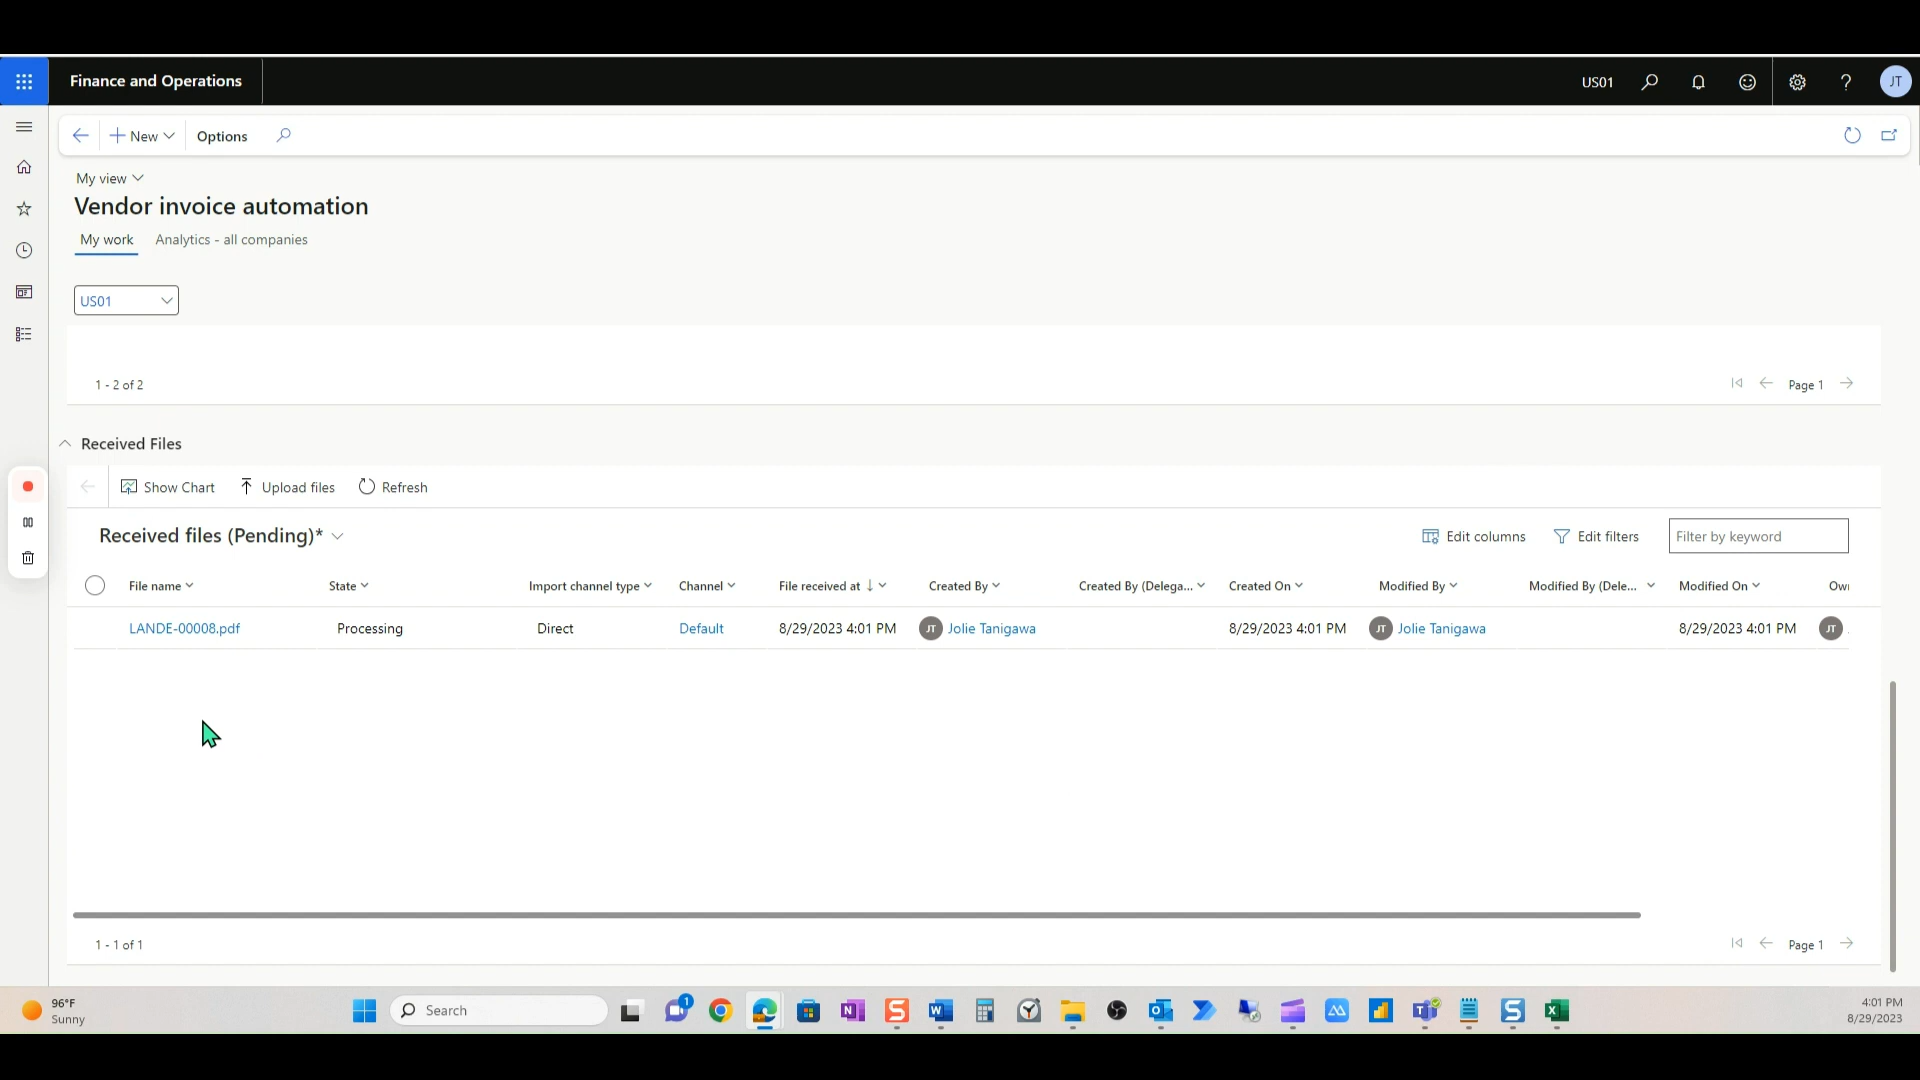 Finance and Operations
US01
?
JT
New
Options
My view
Vendor invoice automation
My work Analytics - all companies
US01
1 - 2 of 2
Page 1
Received Files
Show Chart Upload files Refresh
Received files (Pending)*
Edit columns Edit filters Filter by keyword
File name State Import channel type Channel File received at ↓ Created By Created By (Delega... Created On Modified By Modified By (Dele... Modified On Ow
LANDE-00008.pdf Processing Direct Default 8/29/2023 4:01 PM JT Jolie Tanigawa 8/29/2023 4:01 PM JT Jolie Tanigawa 8/29/2023 4:01 PM JT
1 - 1 of 1
Page 1
96°F
Sunny
Search
1
N
S
W
S
X
4:01 PM
8/29/2023